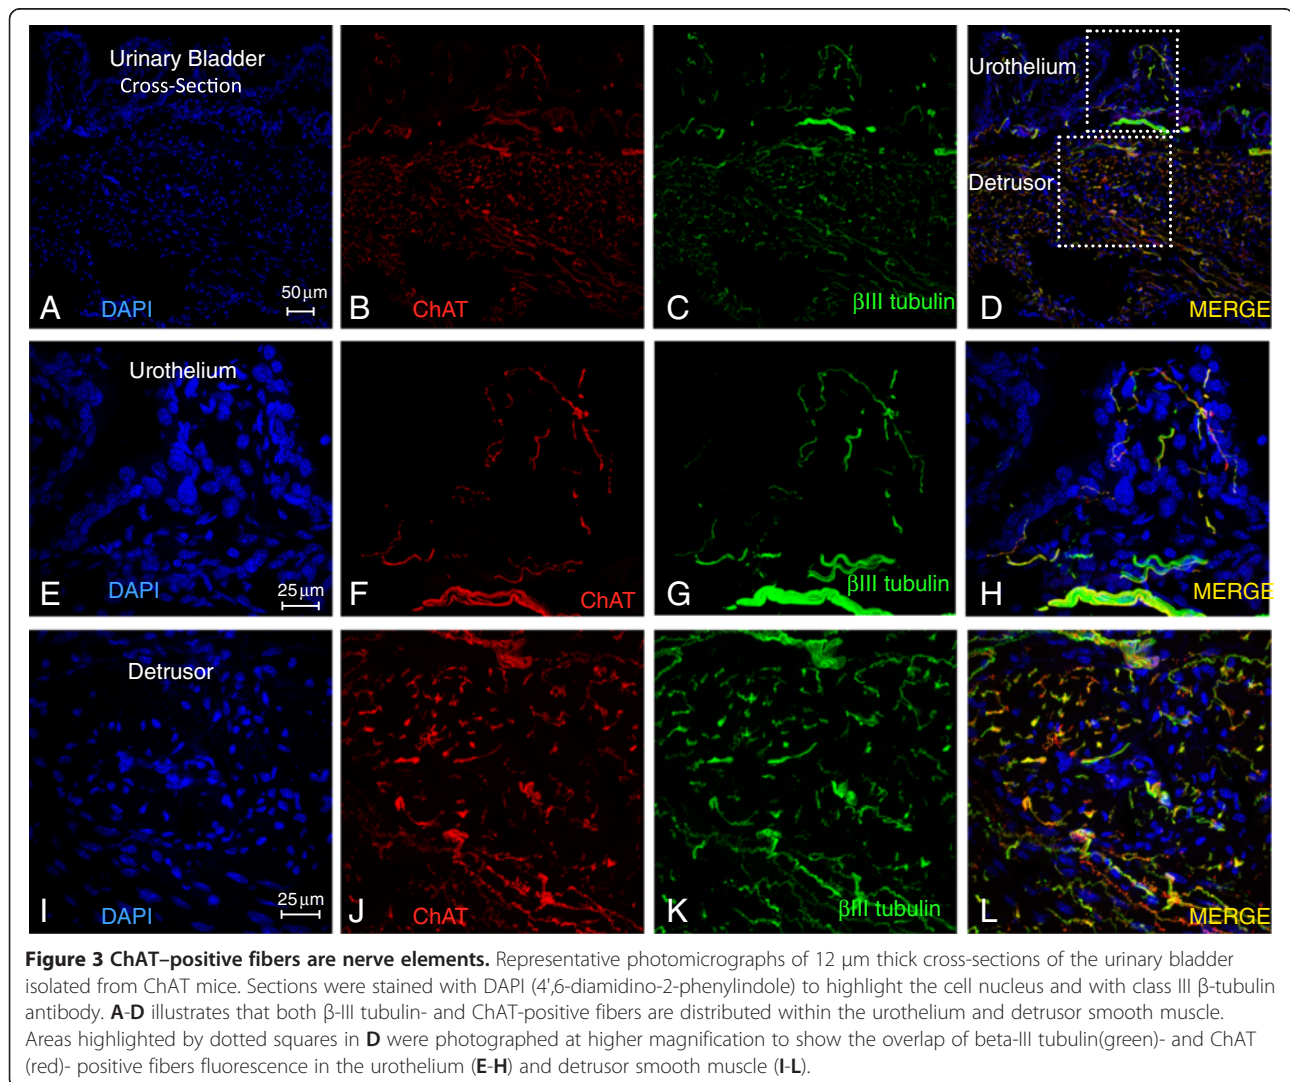 Urinary Bladder
Cross-Section
A
DAPI
50 µm
B
ChAT
C
βIII tubulin
Urothelium
Detrusor
D
MERGE
Urothelium
E
DAPI
25 µm
F
ChAT
G
βIII tubulin
H
MERGE
Detrusor
I
DAPI
25 µm
J
ChAT
K
βIII tubulin
L
MERGE
Figure 3 ChAT–positive fibers are nerve elements. Representative photomicrographs of 12 μm thick cross-sections of the urinary bladder
isolated from ChAT mice. Sections were stained with DAPI (4',6-diamidino-2-phenylindole) to highlight the cell nucleus and with class III β-tubulin
antibody. A-D illustrates that both β-III tubulin- and ChAT-positive fibers are distributed within the urothelium and detrusor smooth muscle.
Areas highlighted by dotted squares in D were photographed at higher magnification to show the overlap of beta-III tubulin(green)- and ChAT
(red)- positive fibers fluorescence in the urothelium (E-H) and detrusor smooth muscle (I-L).